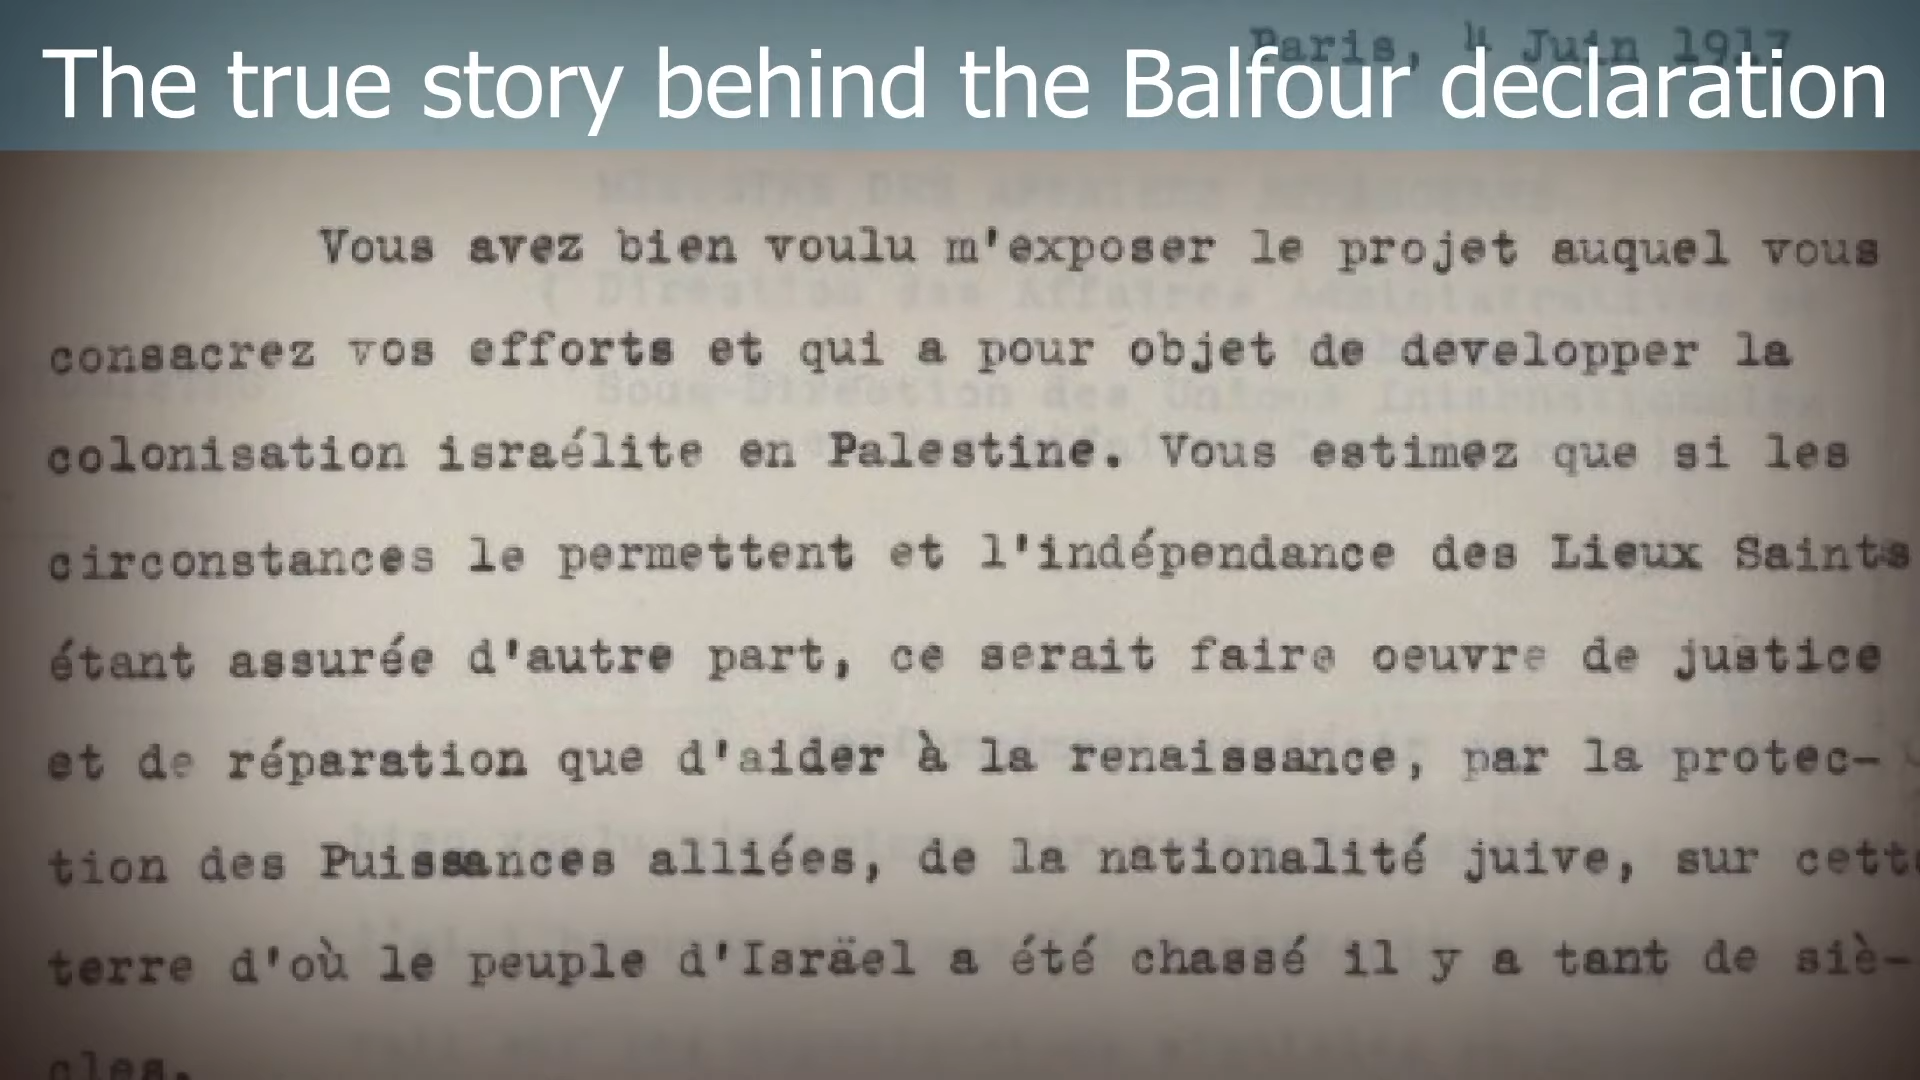 Paris, 4 Juin 1917
The true story behind the Balfour declaration
Vous avez bien voulu m'exposer le projet auquel vous
consacrez vos efforts et qui a pour objet de developper la
colonisation israélite en Palestine. Vous estimez que si les
circonstances le permettent et l'indépendance des Lieux Saints
étant assurée d'autre part, ce serait faire oeuvre de justice
et de réparation que d'aider à la renaissance, par la protec-
tion des Puissances alliées, de la nationalité juive, sur cette
terre d'où le peuple d'Isräel a été chassé il y a tant de siè-
cles.